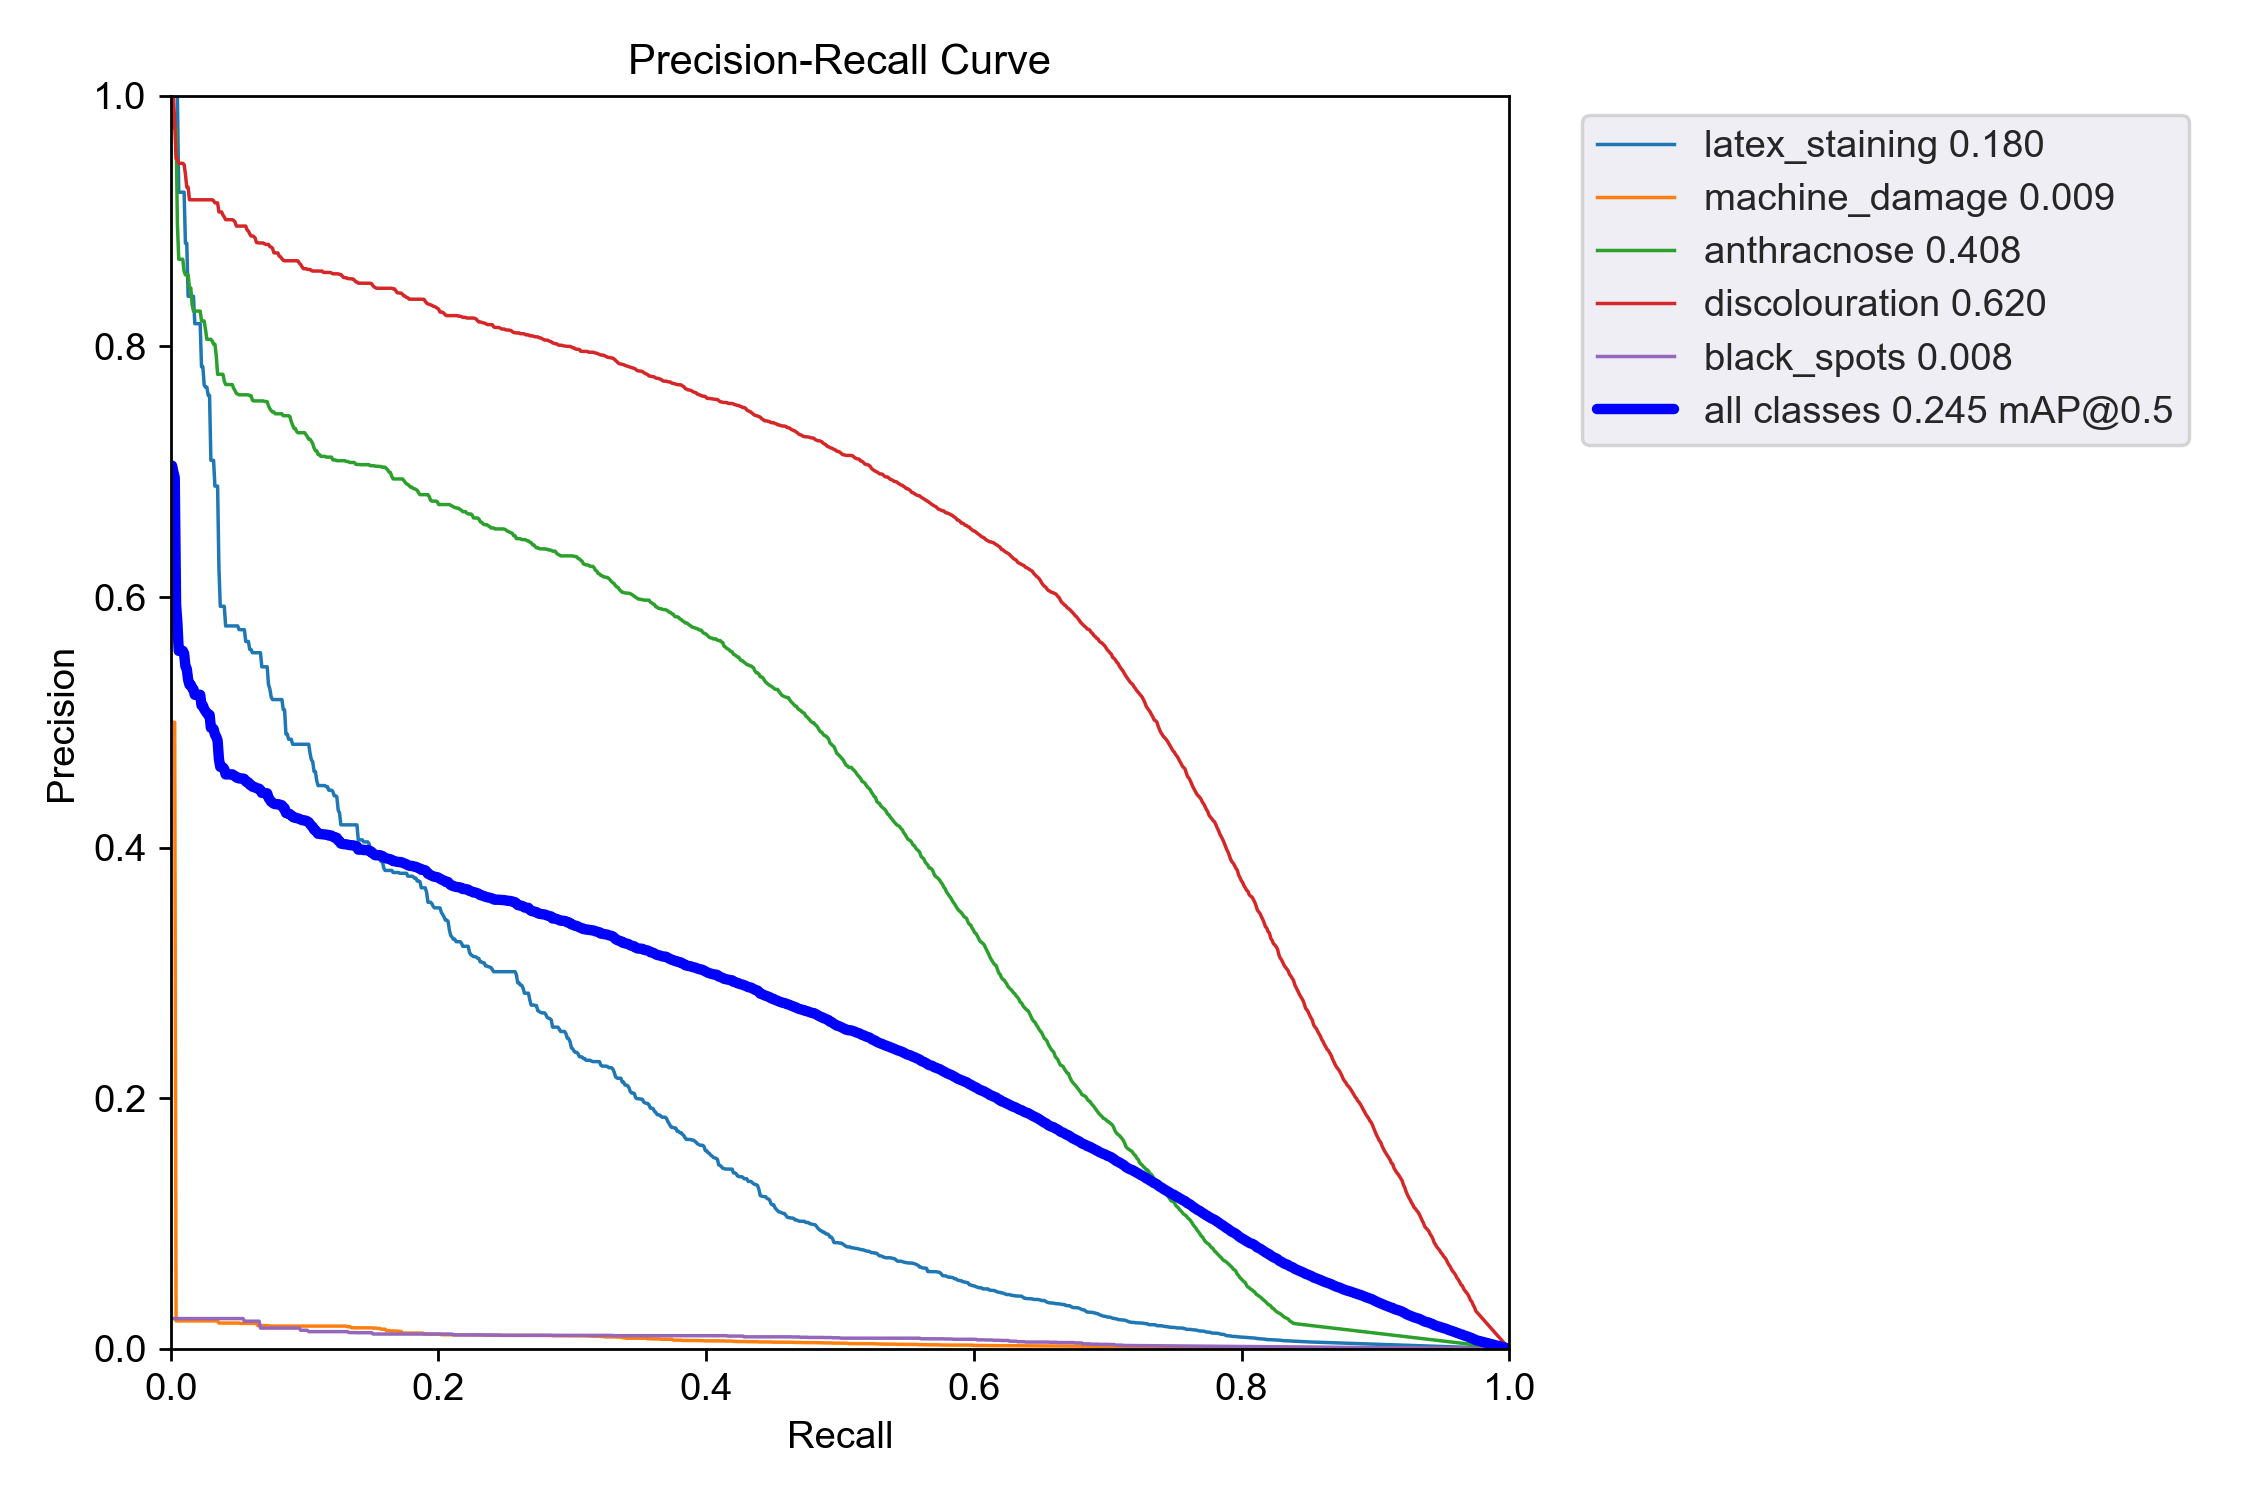 Precision-Recall Curve
1.0
0.8
0.6
0.4
0.2
0.0
Precision
0.0 0.2 0.4 0.6 0.8 1.0
Recall
latex_staining 0.180
machine_damage 0.009
anthracnose 0.408
discolouration 0.620
black_spots 0.008
all classes 0.245 mAP@0.5